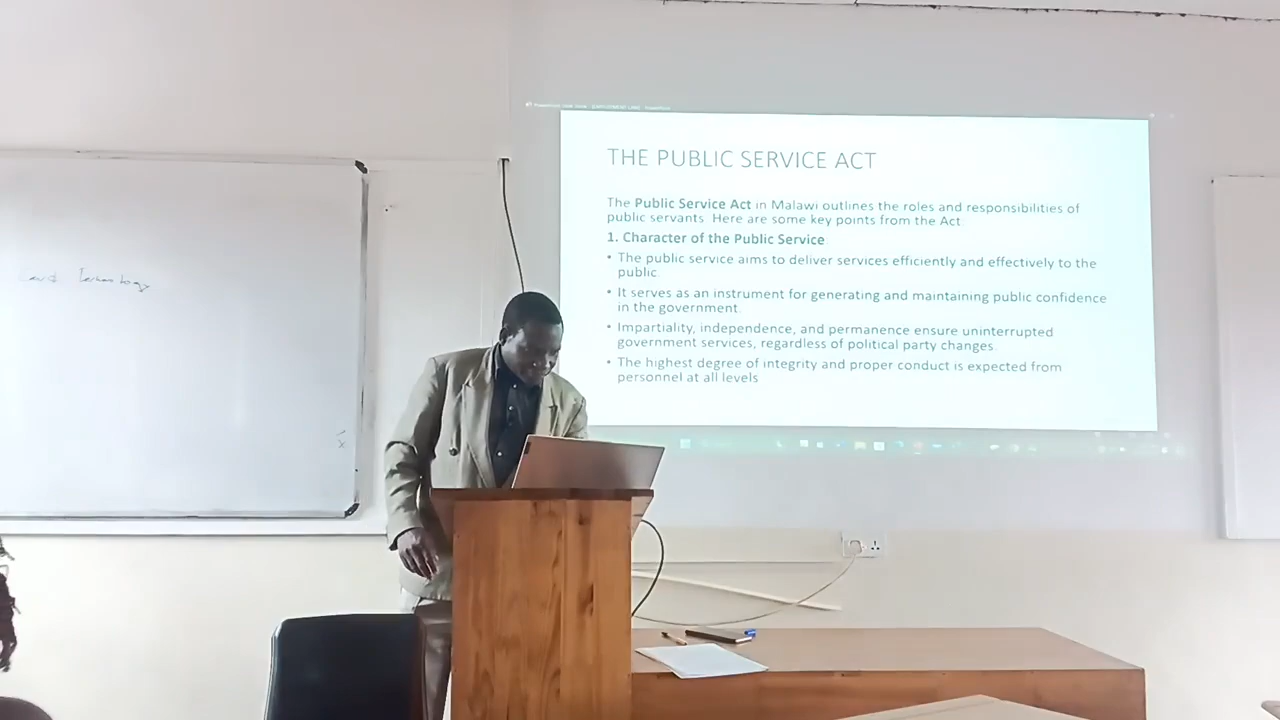 THE PUBLIC SERVICE ACT
The Public Service Act in Malawi outlines the roles and responsibilities of
public servants. Here are some key points from the Act.
1. Character of the Public Service
• The public service aims to deliver services efficiently and effectively to the
public.
• It serves as an instrument for generating and maintaining public confidence
in the government.
• Impartiality, independence, and permanence ensure uninterrupted
government services, regardless of political party changes.
• The highest degree of integrity and proper conduct is expected from
personnel at all levels